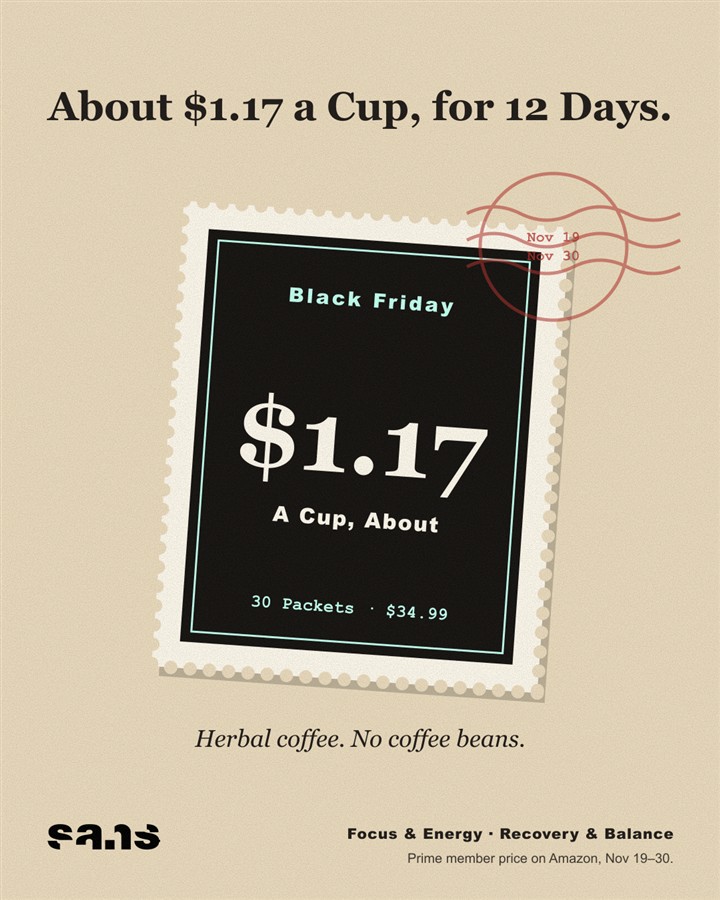 About $1.17 a Cup, for 12 Days.
Nov 19
Nov 30
Black Friday
$1.17
A Cup, About
30 Packets · $34.99
Herbal coffee. No coffee beans.
sans
Focus & Energy · Recovery & Balance
Prime member price on Amazon, Nov 19–30.